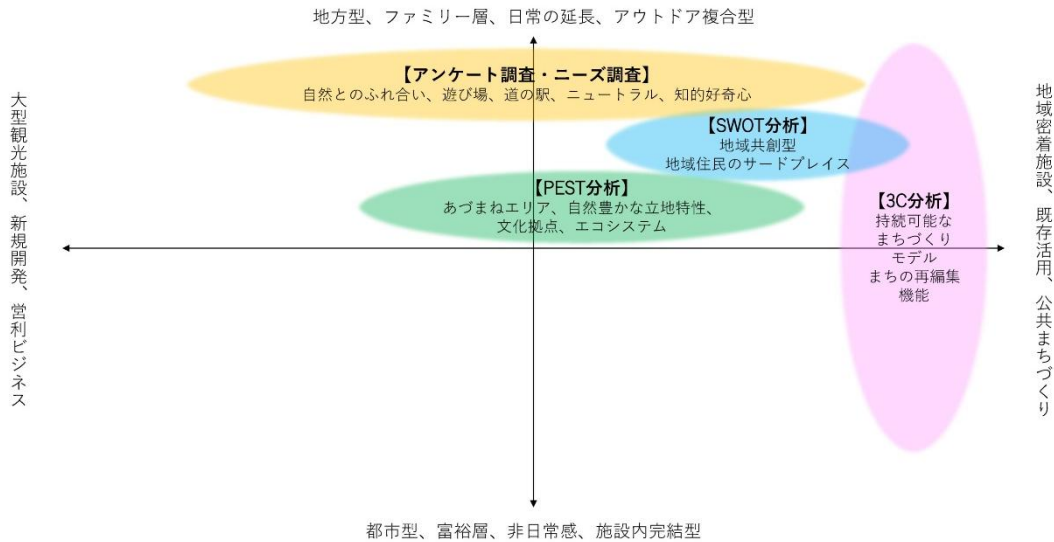 地方型、ファミリー層、日常の延長、アウトドア複合型
大型観光施設、新規開発、営利ビジネス
【アンケート調査・ニーズ調査】
自然とのふれ合い、遊び場、道の駅、ニュートラル、知的好奇心
【SWOT分析】
地域共創型
地域住民のサードプレイス
【PEST分析】
あづまねエリア、自然豊かな立地特性、
文化拠点、エコシステム
【3C分析】
持続可能な
まちづくり
モデル
まちの再編集
機能
地域密着施設、既存活用、公共まちづくり
都市型、富裕層、非日常感、施設内完結型